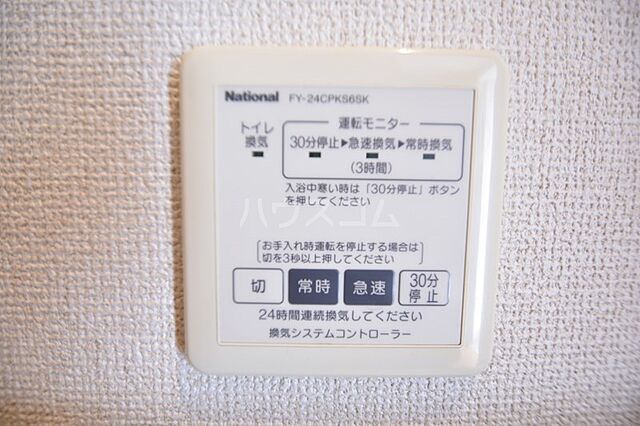 National FY-24CPKS6SK
トイレ
換気
運転モニター
30分停止▶急速換気▶常時換気
(3時間)
入浴中寒い時は「30分停止」ボタン
を押してください
ハウスコム
お手入れ時運転を停止する場合は
切を3秒以上押してください
切 常時 急速 30分停止
24時間連続換気してください
換気システムコントローラー